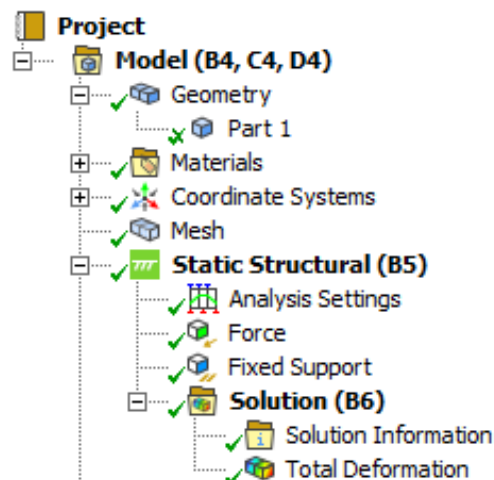 Project
Model (B4, C4, D4)
Geometry
Part 1
Materials
Coordinate Systems
Mesh
Static Structural (B5)
Analysis Settings
Force
Fixed Support
Solution (B6)
Solution Information
Total Deformation